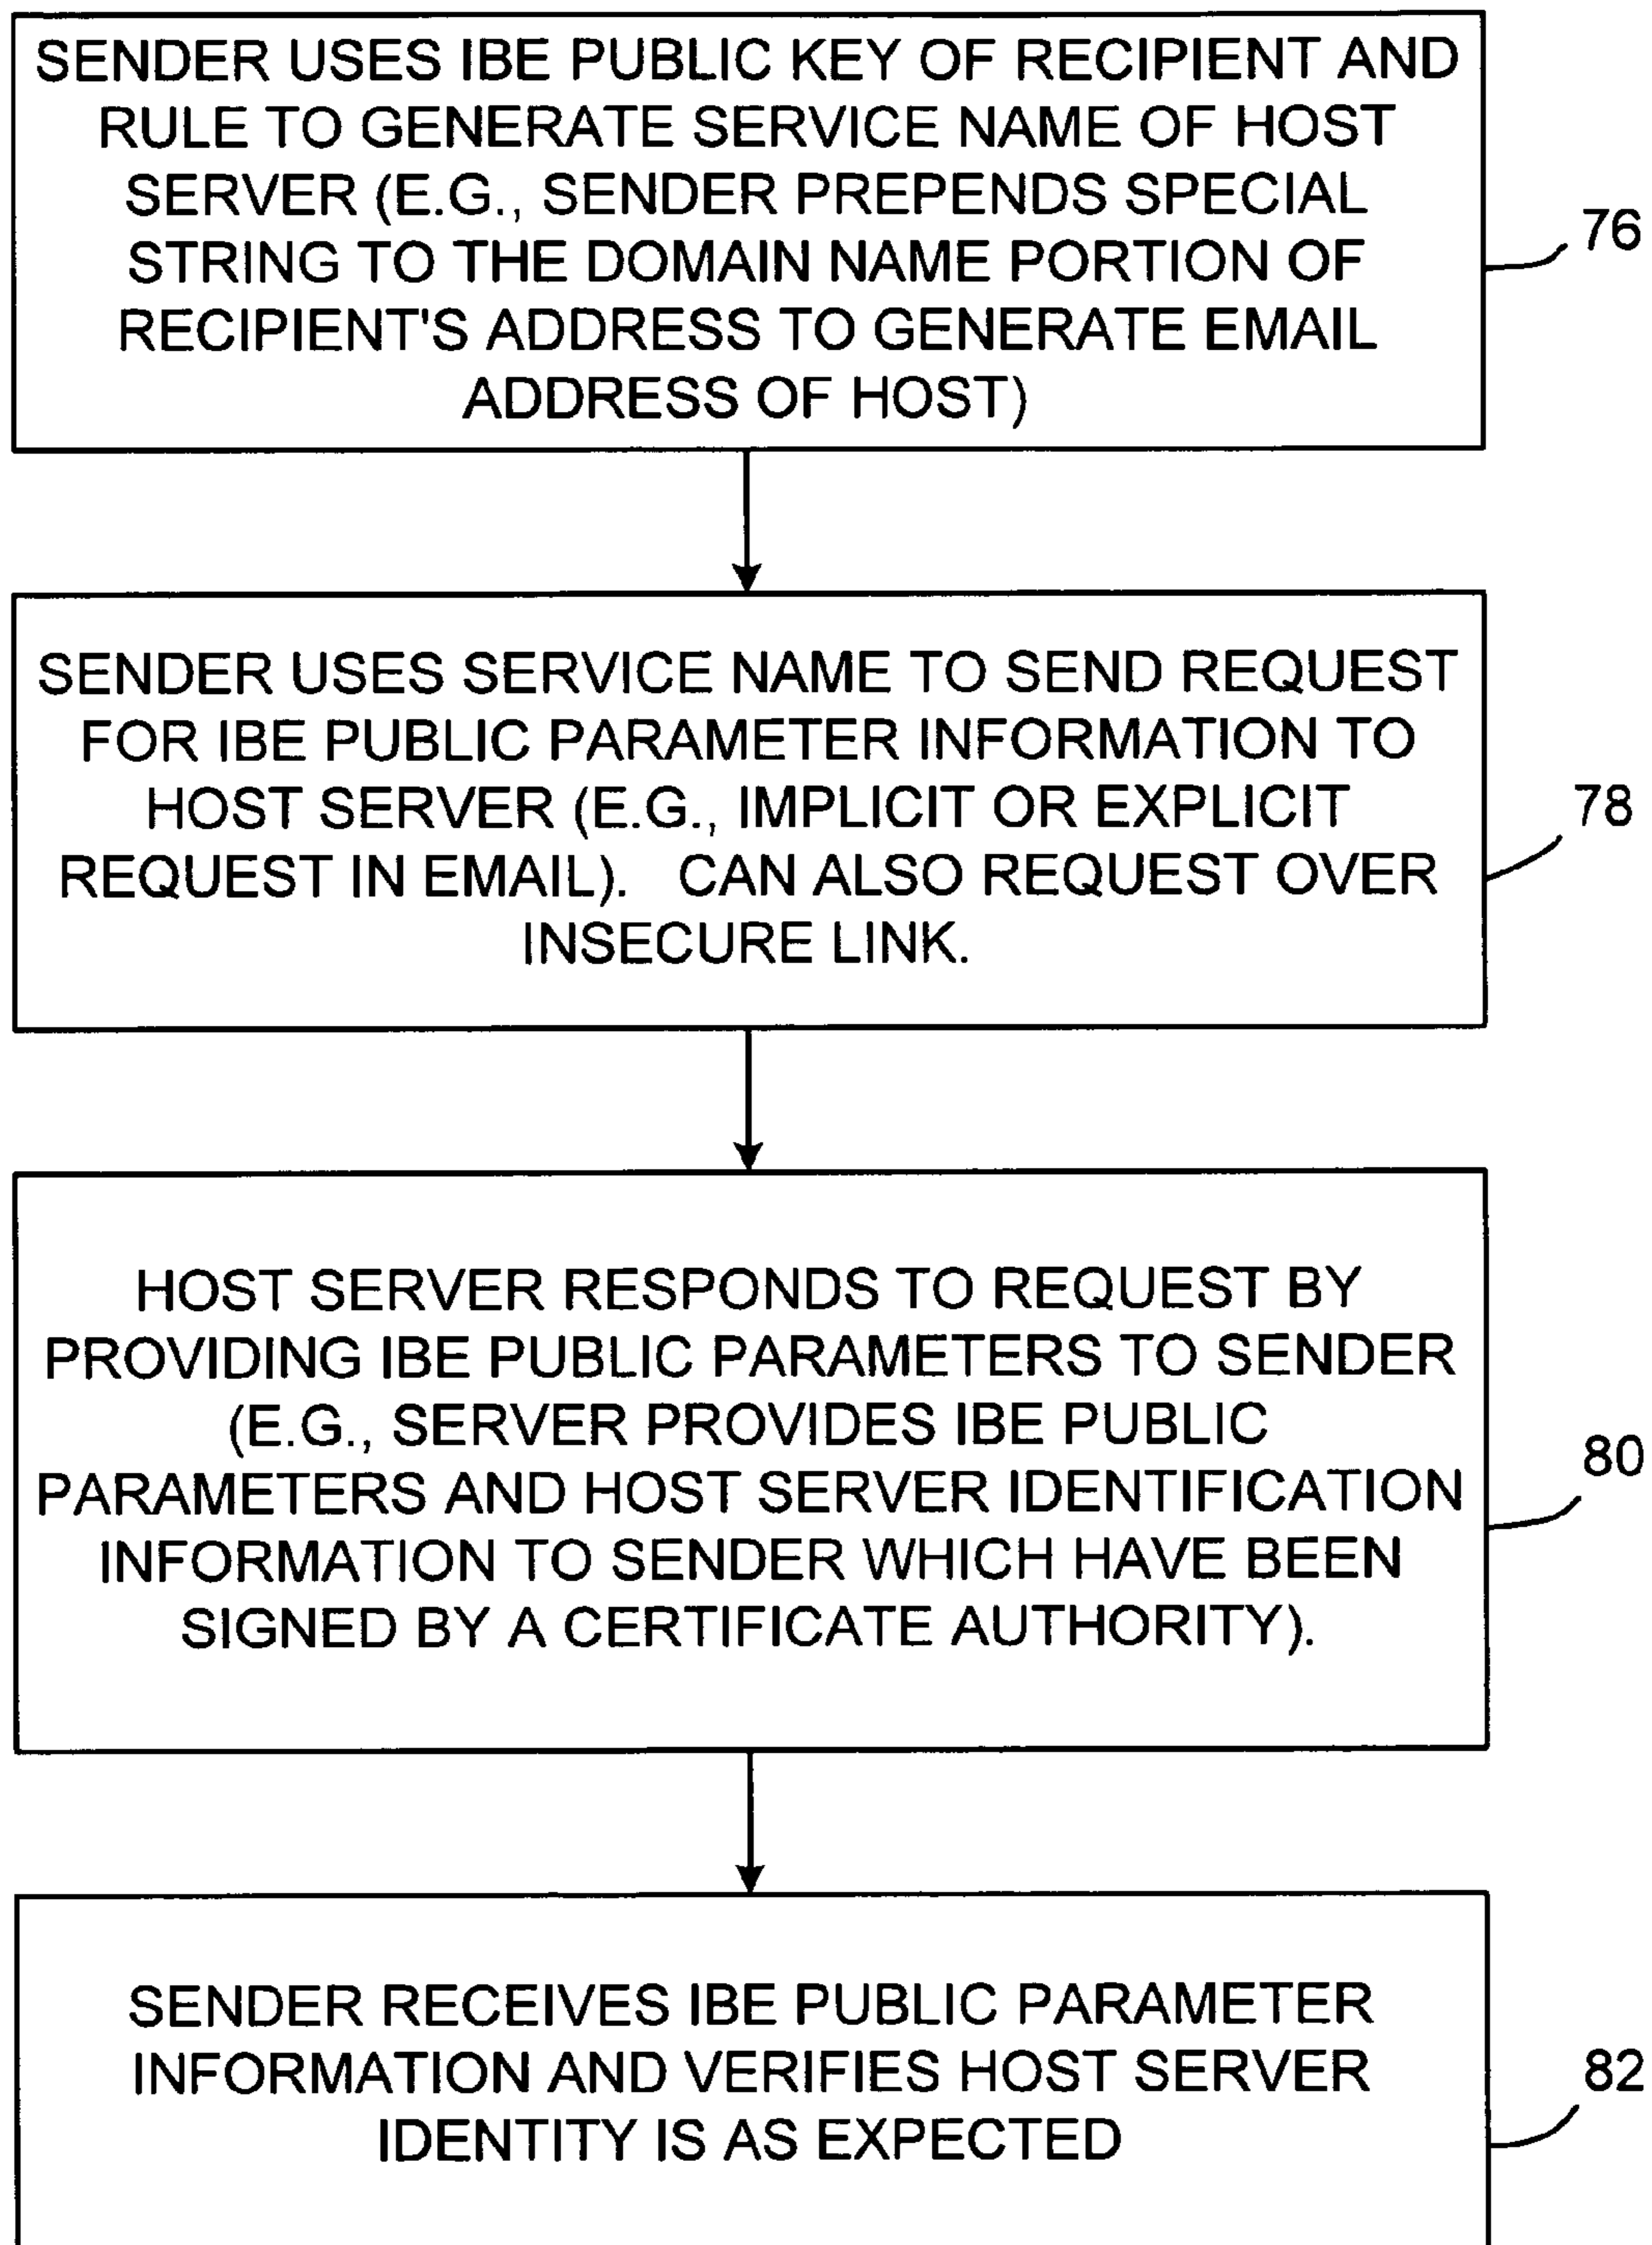 SENDER USES IBE PUBLIC KEY OF RECIPIENT AND
RULE TO GENERATE SERVICE NAME OF HOST
SERVER (E.G., SENDER PREPENDS SPECIAL
STRING TO THE DOMAIN NAME PORTION OF
RECIPIENT'S ADDRESS TO GENERATE EMAIL
ADDRESS OF HOST)
76
SENDER USES SERVICE NAME TO SEND REQUEST
FOR IBE PUBLIC PARAMETER INFORMATION TO
HOST SERVER (E.G., IMPLICIT OR EXPLICIT
REQUEST IN EMAIL). CAN ALSO REQUEST OVER
INSECURE LINK.
78
HOST SERVER RESPONDS TO REQUEST BY
PROVIDING IBE PUBLIC PARAMETERS TO SENDER
(E.G., SERVER PROVIDES IBE PUBLIC
PARAMETERS AND HOST SERVER IDENTIFICATION
INFORMATION TO SENDER WHICH HAVE BEEN
SIGNED BY A CERTIFICATE AUTHORITY).
80
SENDER RECEIVES IBE PUBLIC PARAMETER
INFORMATION AND VERIFIES HOST SERVER
IDENTITY IS AS EXPECTED
82